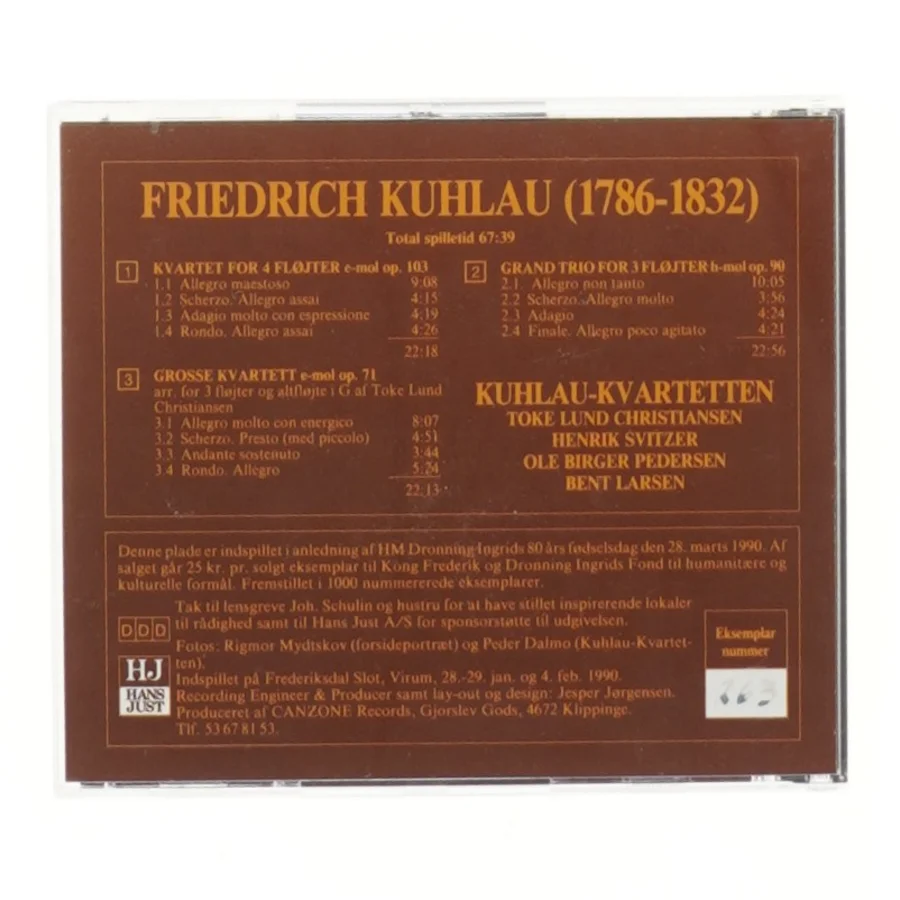 FRIEDRICH KUHLAU (1786-1832)
Total spilletid 67:39
1 KVARTET FOR 4 FLØJTER e-mol op. 103
1.1 Allegro maestoso 9:08
1.2 Scherzo. Allegro assai 4:15
1.3 Adagio molto con espressione 4:19
1.4 Rondo. Allegro assai 4:26
22:18
2 GRAND TRIO FOR 3 FLØJTER h-mol op. 90
2.1. Allegro non tanto 10:05
2.2 Scherzo. Allegro molto 3:56
2.3 Adagio 4:24
2.4 Finale. Allegro poco agitato 4:21
22:56
3 GROSSE KVARTETT e-mol op. 71
arr. for 3 fløjter og altfløjte i G af Toke Lund
Christiansen
3.1 Allegro molto con energico 8:07
3.2 Scherzo. Presto (med piccolo) 4:51
3.3 Andante sostenuto 3:44
3.4 Rondo. Allegro 5:24
22:13
KUHLAU-KVARTETTEN
TOKE LUND CHRISTIANSEN
HENRIK SVITZER
OLE BIRGER PEDERSEN
BENT LARSEN
Denne plade er indspillet i anledning af HM Dronning Ingrids 80 års fødselsdag den 28. marts 1990. Af
salget går 25 kr. pr. solgt eksemplar til Kong Frederik og Dronning Ingrids Fond til humanitære og
kulturelle formål. Fremstillet i 1000 nummererede eksemplarer.
Tak til lensgreve Joh. Schulin og hustru for at have stillet inspirerende lokaler
til rådighed samt til Hans Just A/S for sponsorstøtte til udgivelsen.
DDD
Fotos: Rigmor Mydtskov (forsideportræt) og Peder Dalmo (Kuhlau-Kvartet-
ten).
Indspillet på Frederiksdal Slot, Virum, 28.-29. jan. og 4. feb. 1990.
Recording Engineer & Producer samt lay-out og design: Jesper Jørgensen.
Produceret af CANZONE Records, Gjorslev Gods, 4672 Klippinge.
Tlf. 53 67 81 53.
HJ
HANS
JUST
Eksemplar
nummer